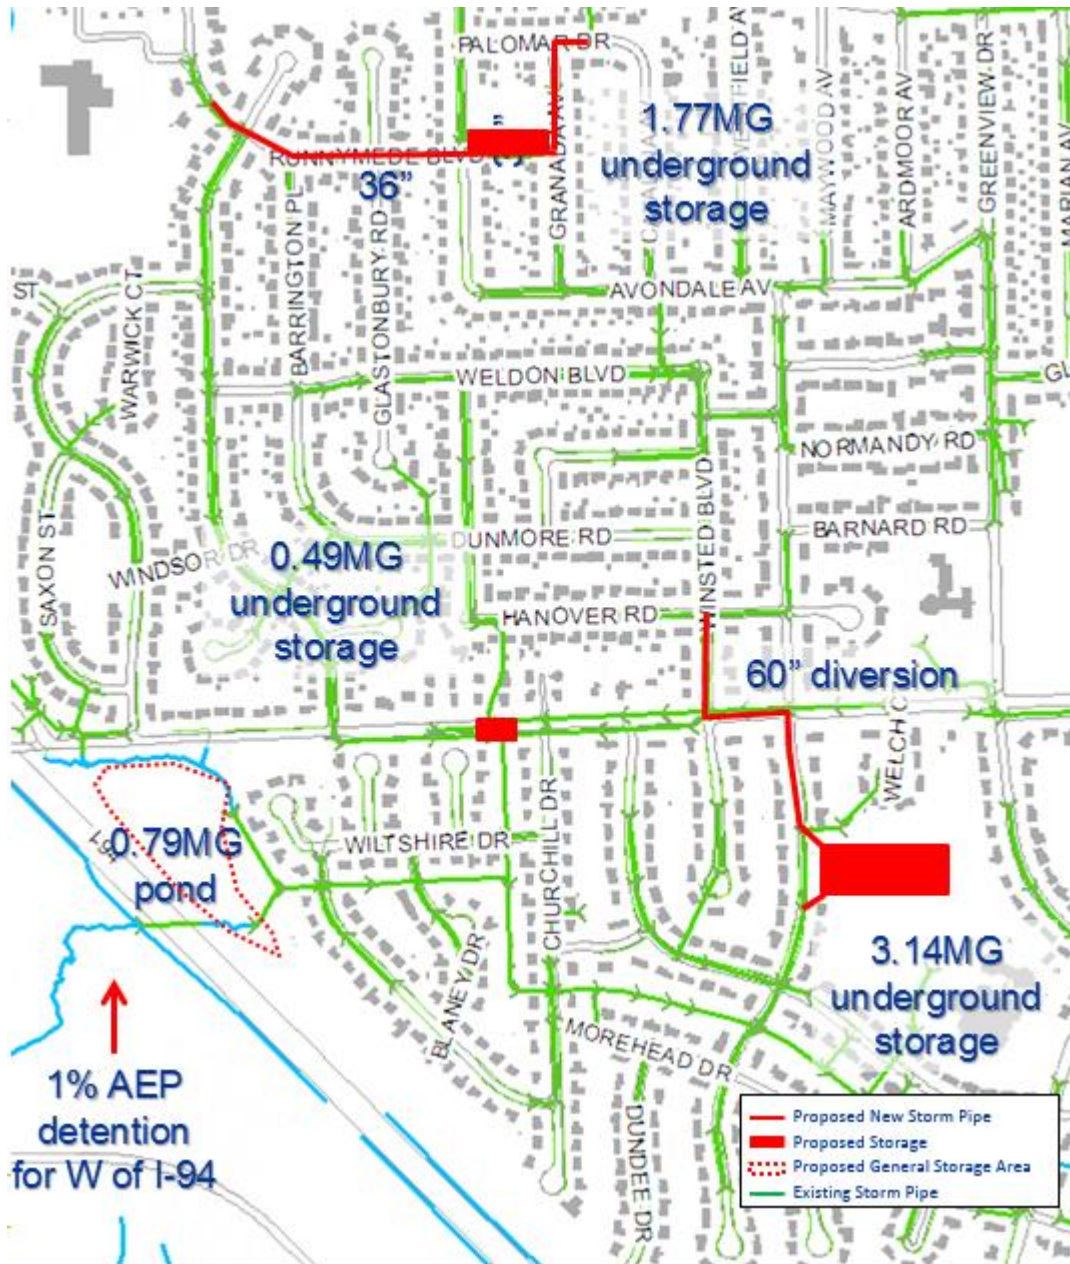 PALOMAR DR
FIELD AV
MAYWOOD AV
ARDMOOR AV
GREENVIEW DR
MARAN AV
1.77MG
underground
storage
RUNNYMEDE BLVD
36”
GRANADA AV
BARRINGTON PL
GLASTONBURY RD
WARWICK CT
ST
AVONDALE AV
WELDON BLVD
NORMANDY RD
WINSTED BLVD
DUNMORE RD
BARNARD RD
SAXON ST
WINDSOR DR
0.49MG
underground
storage
HANOVER RD
60” diversion
WELCH C
I-94
0.79MG
pond
WILTSHIRE DR
CHURCHILL DR
BLANEY DR
3.14MG
underground
storage
MOREHEAD DR
DUNDEE DR
1% AEP
detention
for W of I-94
Proposed New Storm Pipe
Proposed Storage
Proposed General Storage Area
Existing Storm Pipe